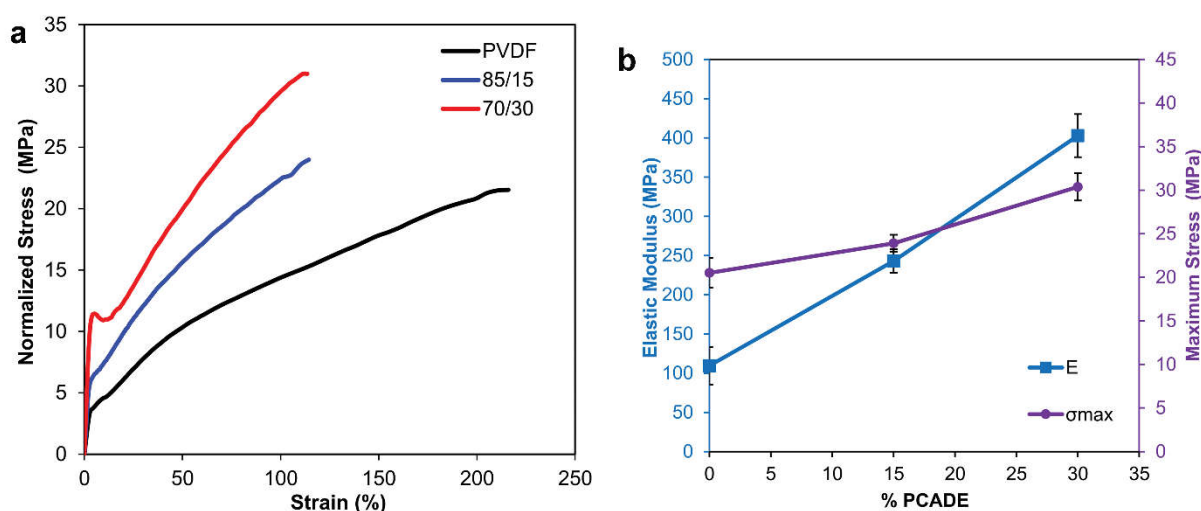 a
35
30
25
20
15
10
5
0
Normalized Stress (MPa)
PVDF
85/15
70/30
0 50 100 150 200 250
Strain (%)
b
500
450
400
350
300
250
200
150
100
50
0
Elastic Modulus (MPa)
E
σmax
45
40
35
30
25
20
15
10
5
0
Maximum Stress (MPa)
0 5 10 15 20 25 30 35
% PCADE